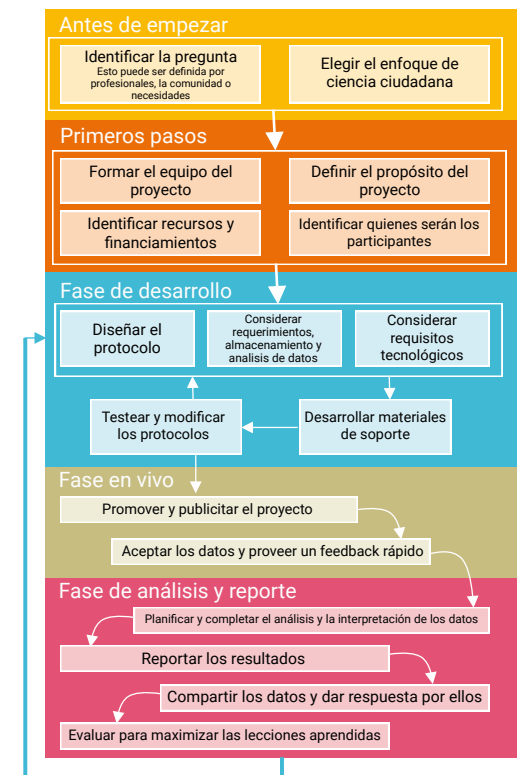 Antes de empezar
Identificar la pregunta
Esto puede ser definida por
profesionales, la comunidad o
necesidades
Elegir el enfoque de
ciencia ciudadana
Primeros pasos
Formar el equipo del
proyecto
Definir el propósito del
proyecto
Identificar recursos y
financiamientos
Identificar quienes serán los
participantes
Fase de desarrollo
Diseñar el
protocolo
Considerar
requerimientos,
almacenamiento y
analisis de datos
Considerar
requisitos
tecnológicos
Testear y modificar
los protocolos
Desarrollar materiales
de soporte
Fase en vivo
Promover y publicitar el proyecto
Aceptar los datos y proveer un feedback rápido
Fase de análisis y reporte
Planificar y completar el análisis y la interpretación de los datos
Reportar los resultados
Compartir los datos y dar respuesta por ellos
Evaluar para maximizar las lecciones aprendidas